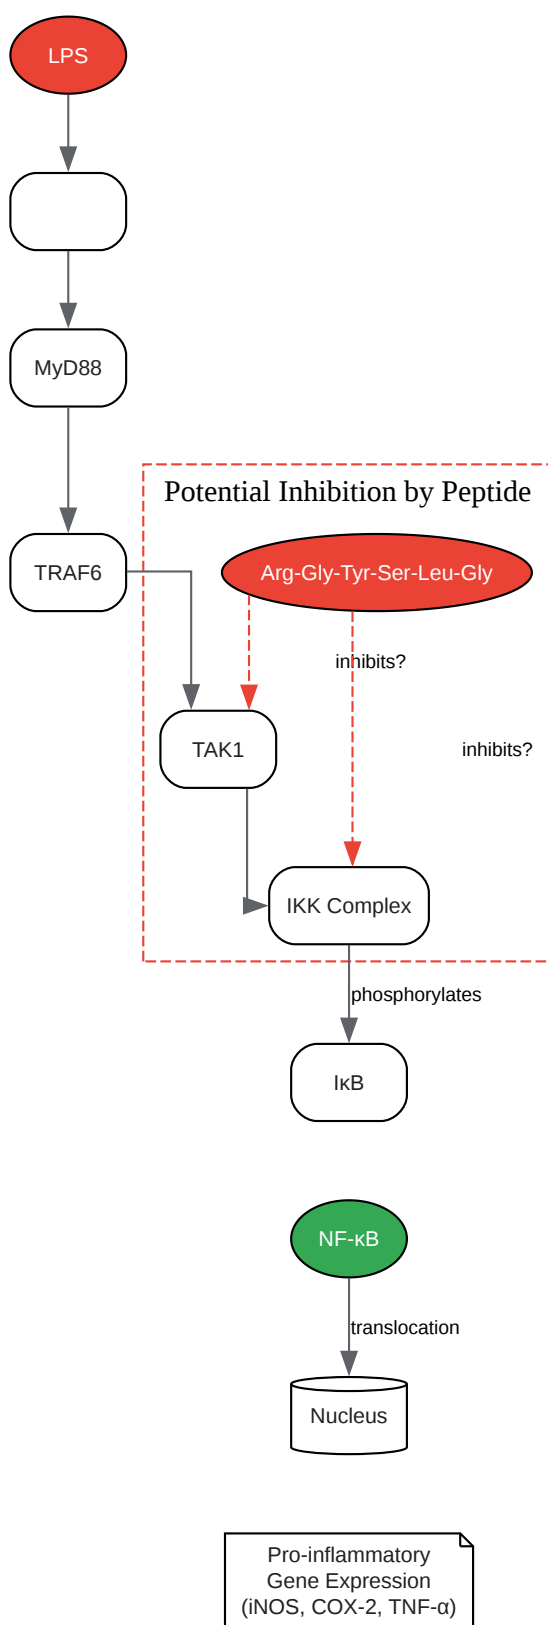 LPS
MyD88
Potential Inhibition by Peptide
TRAF6
Arg-Gly-Tyr-Ser-Leu-Gly
inhibits?
TAK1
inhibits?
IKK Complex
phosphorylates
IκB
NF-κB
translocation
Nucleus
Pro-inflammatory
Gene Expression
(iNOS, COX-2, TNF-α)